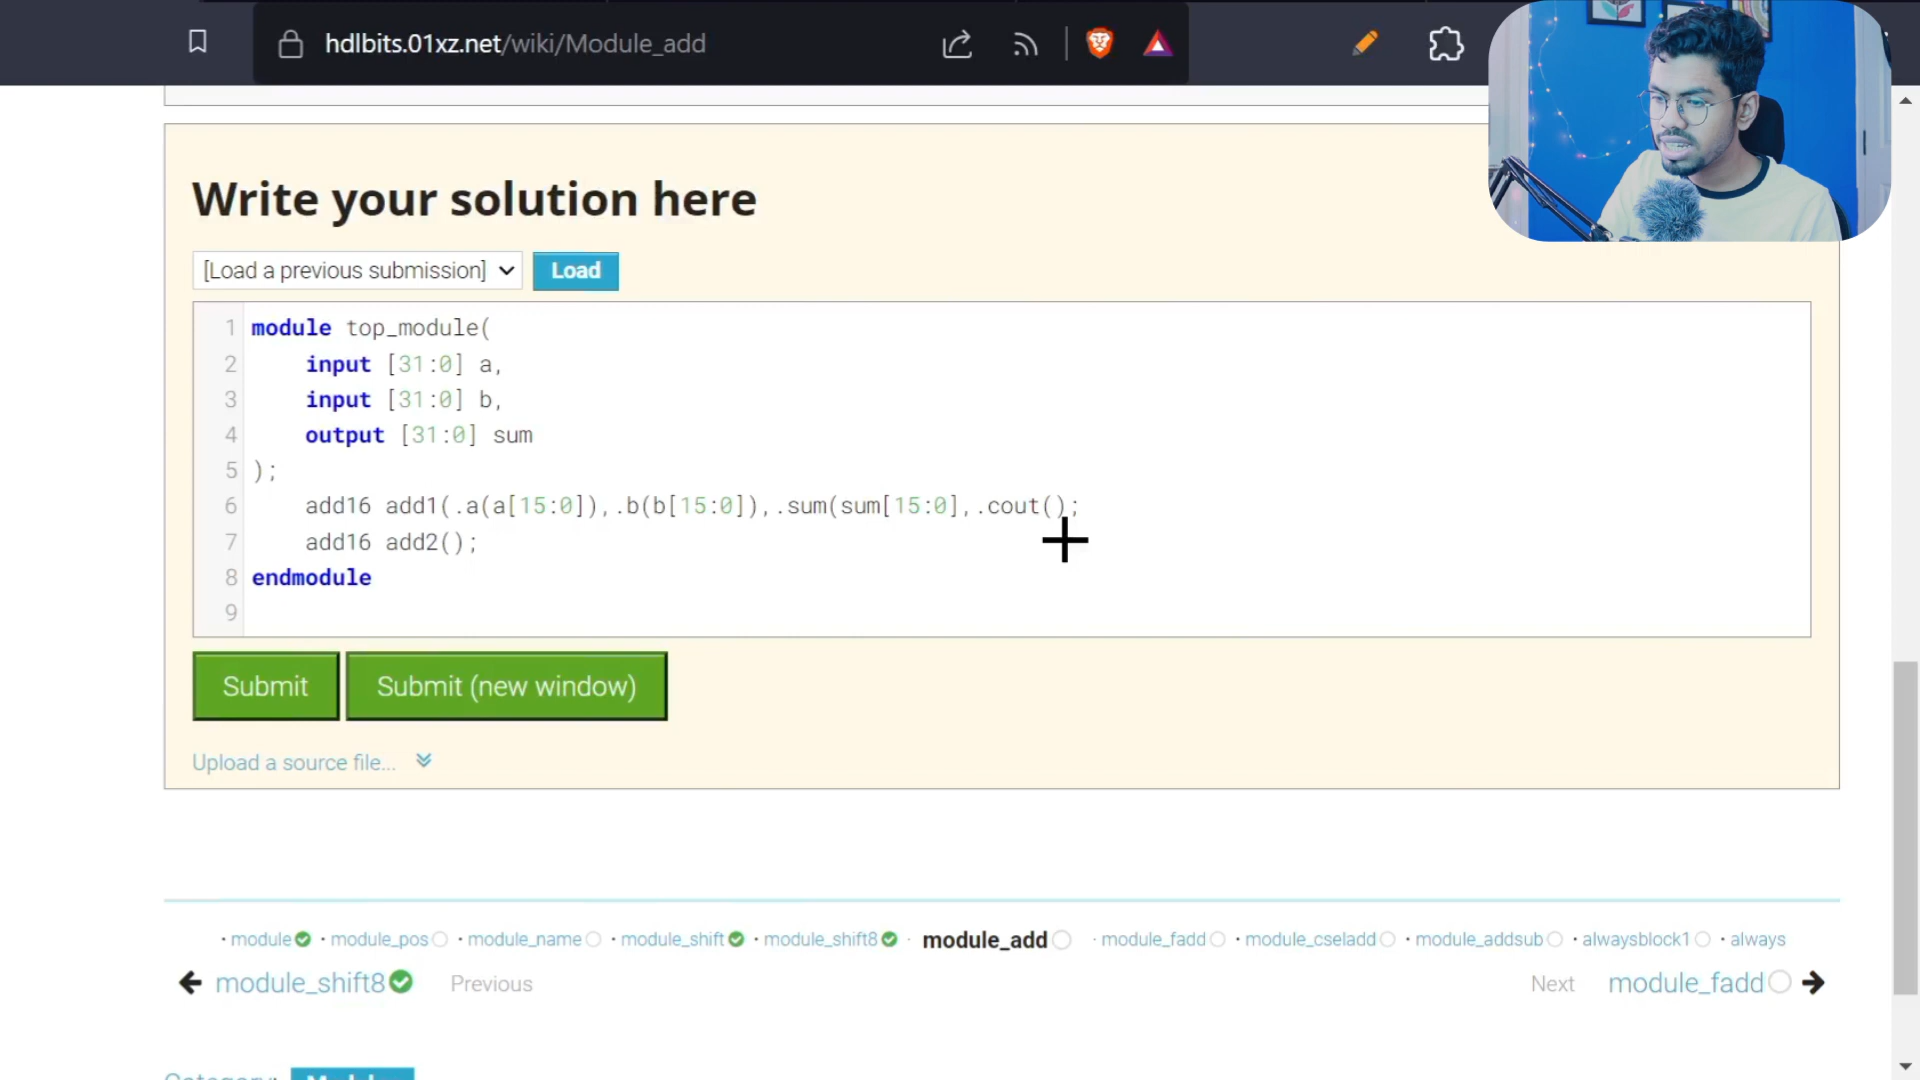 hdlbits.01xz.net/wiki/Module_add
Write your solution here
[Load a previous submission] Load
1 module top_module(
2 input [31:0] a,
3 input [31:0] b,
4 output [31:0] sum
5 );
6 add16 add1(.a(a[15:0]),.b(b[15:0]),.sum(sum[15:0],.cout();
7 add16 add2();
8 endmodule
9
Submit Submit (new window)
Upload a source file...
· module · module_pos · module_name · module_shift · module_shift8 · module_add · module_fadd · module_cseladd · module_addsub · alwaysblock1 · always
module_shift8 Previous Next module_fadd